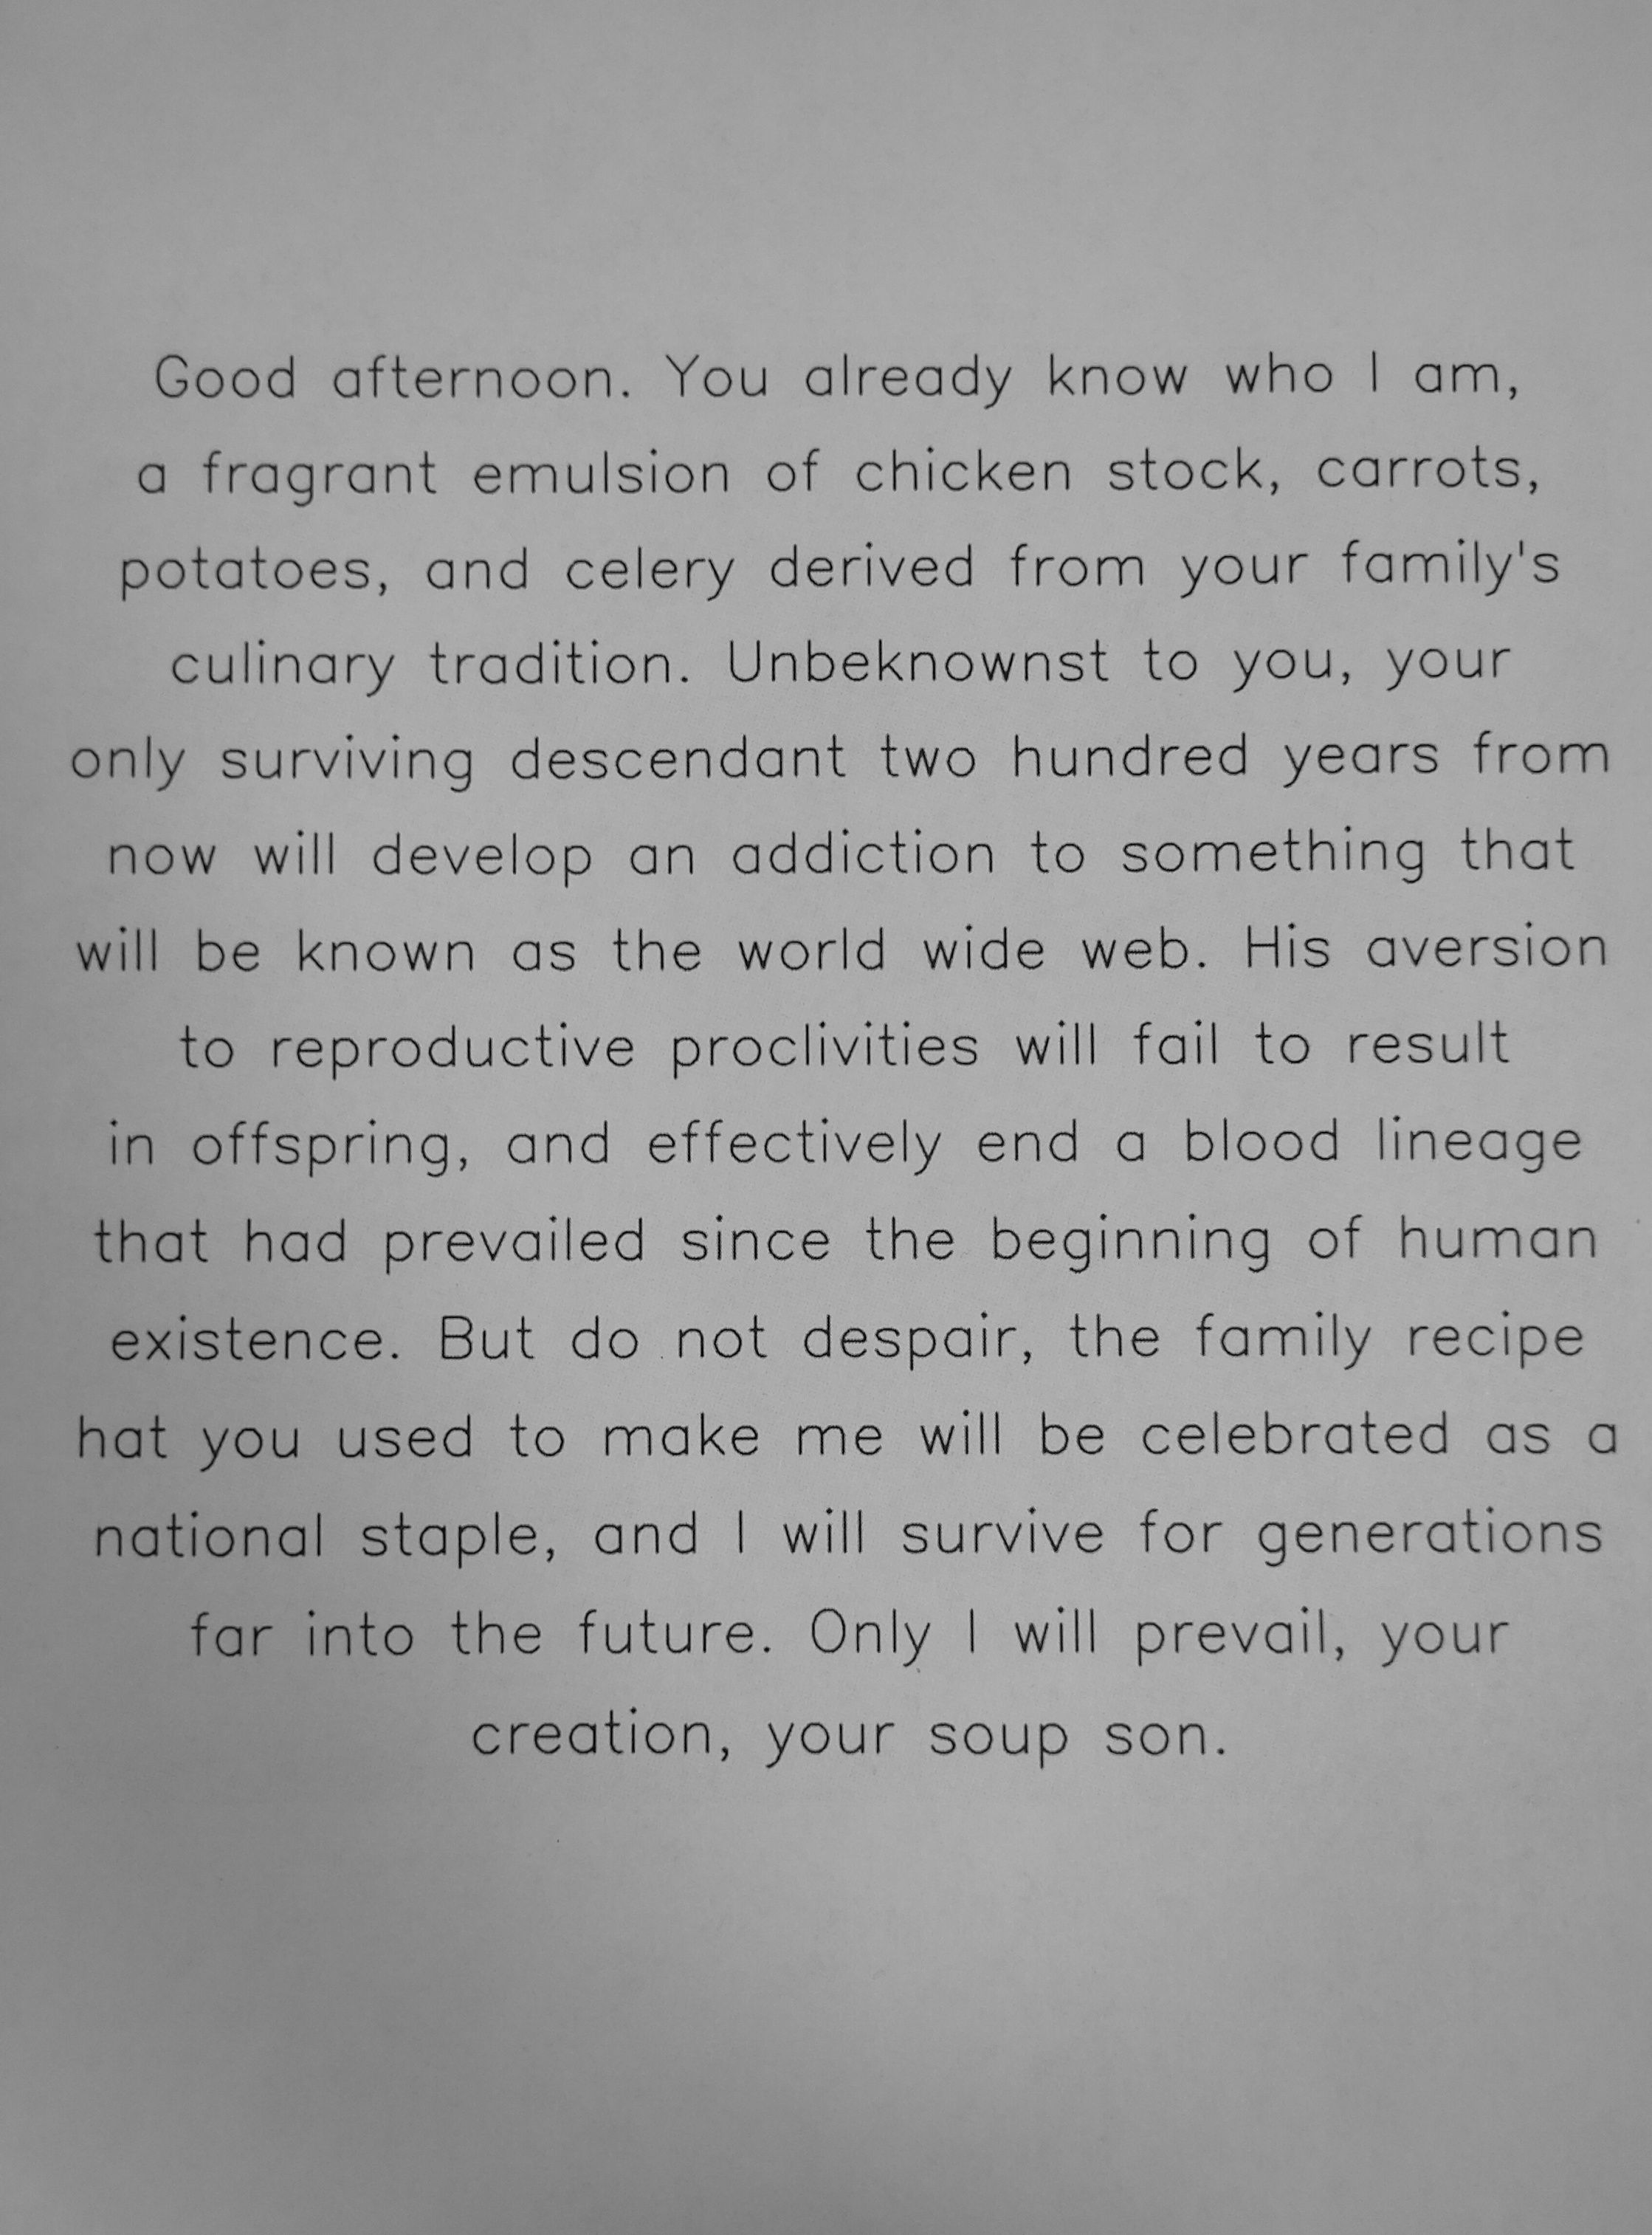 Good afternoon. You already know who I am,
a fragrant emulsion of chicken stock, carrots,
potatoes, and celery derived from your family's
culinary tradition. Unbeknownst to you, your
only surviving descendant two hundred years from
now will develop an addiction to something that
will be known as the world wide web. His aversion
to reproductive proclivities will fail to result
in offspring, and effectively end a blood lineage
that had prevailed since the beginning of human
existence. But do not despair, the family recipe
hat you used to make me will be celebrated as a
national staple, and I will survive for generations
far into the future. Only I will prevail, your
creation, your soup son.